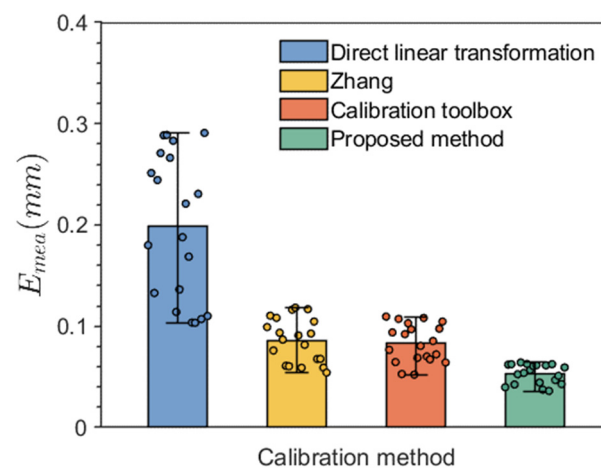 0.4
0.3
0.2
0.1
0
E_mea(mm)
Direct linear transformation
Zhang
Calibration toolbox
Proposed method
Calibration method